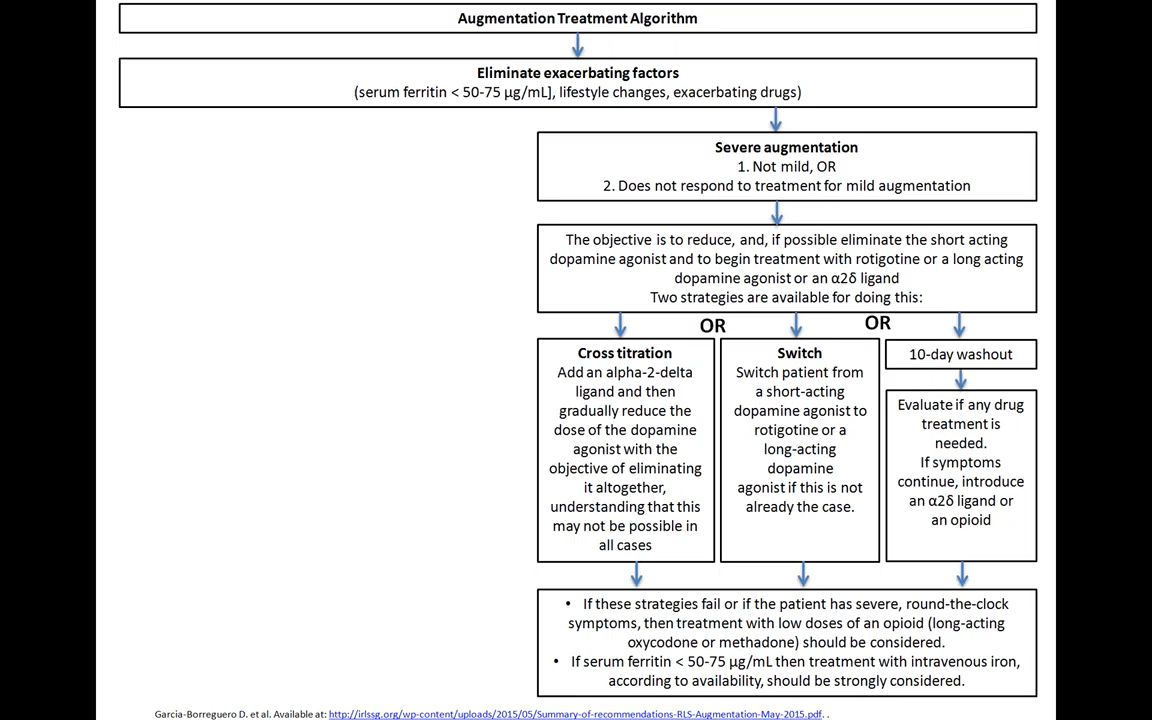 Augmentation Treatment Algorithm
Eliminate exacerbating factors
(serum ferritin < 50-75 µg/mL], lifestyle changes, exacerbating drugs)
Severe augmentation
1. Not mild, OR
2. Does not respond to treatment for mild augmentation
The objective is to reduce, and, if possible eliminate the short acting
dopamine agonist and to begin treatment with rotigotine or a long acting
dopamine agonist or an α2δ ligand
Two strategies are available for doing this:
OR
OR
Cross titration
Add an alpha-2-delta
ligand and then
gradually reduce the
dose of the dopamine
agonist with the
objective of eliminating
it altogether,
understanding that this
may not be possible in
all cases
Switch
Switch patient from
a short-acting
dopamine agonist to
rotigotine or a
long-acting
dopamine
agonist if this is not
already the case.
10-day washout
Evaluate if any drug
treatment is
needed.
If symptoms
continue, introduce
an α2δ ligand or
an opioid
• If these strategies fail or if the patient has severe, round-the-clock
symptoms, then treatment with low doses of an opioid (long-acting
oxycodone or methadone) should be considered.
• If serum ferritin < 50-75 µg/mL then treatment with intravenous iron,
according to availability, should be strongly considered.
Garcia-Borreguero D. et al. Available at: http://irlssg.org/wp-content/uploads/2015/05/Summary-of-recommendations-RLS-Augmentation-May-2015.pdf. .